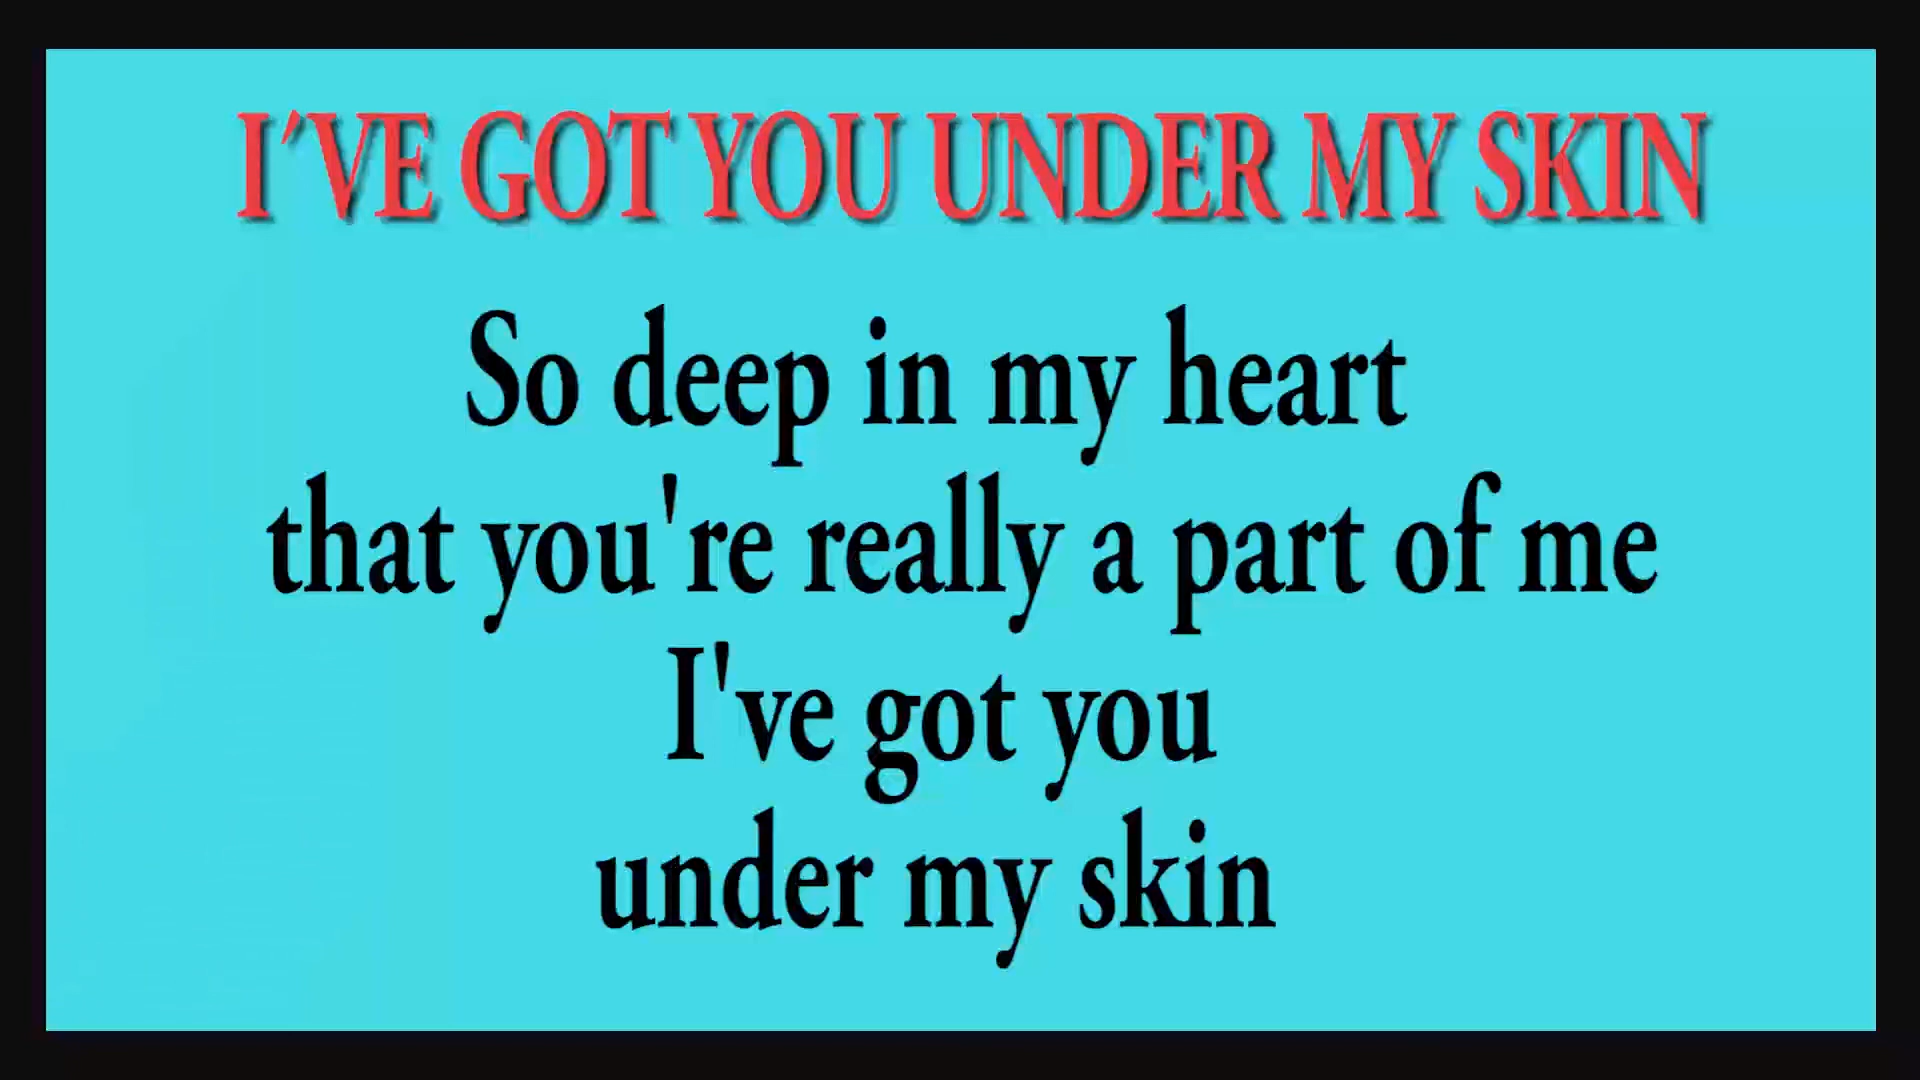 I´VE GOT YOU UNDER MY SKIN
So deep in my heart
that you're really a part of me
I've got you
under my skin